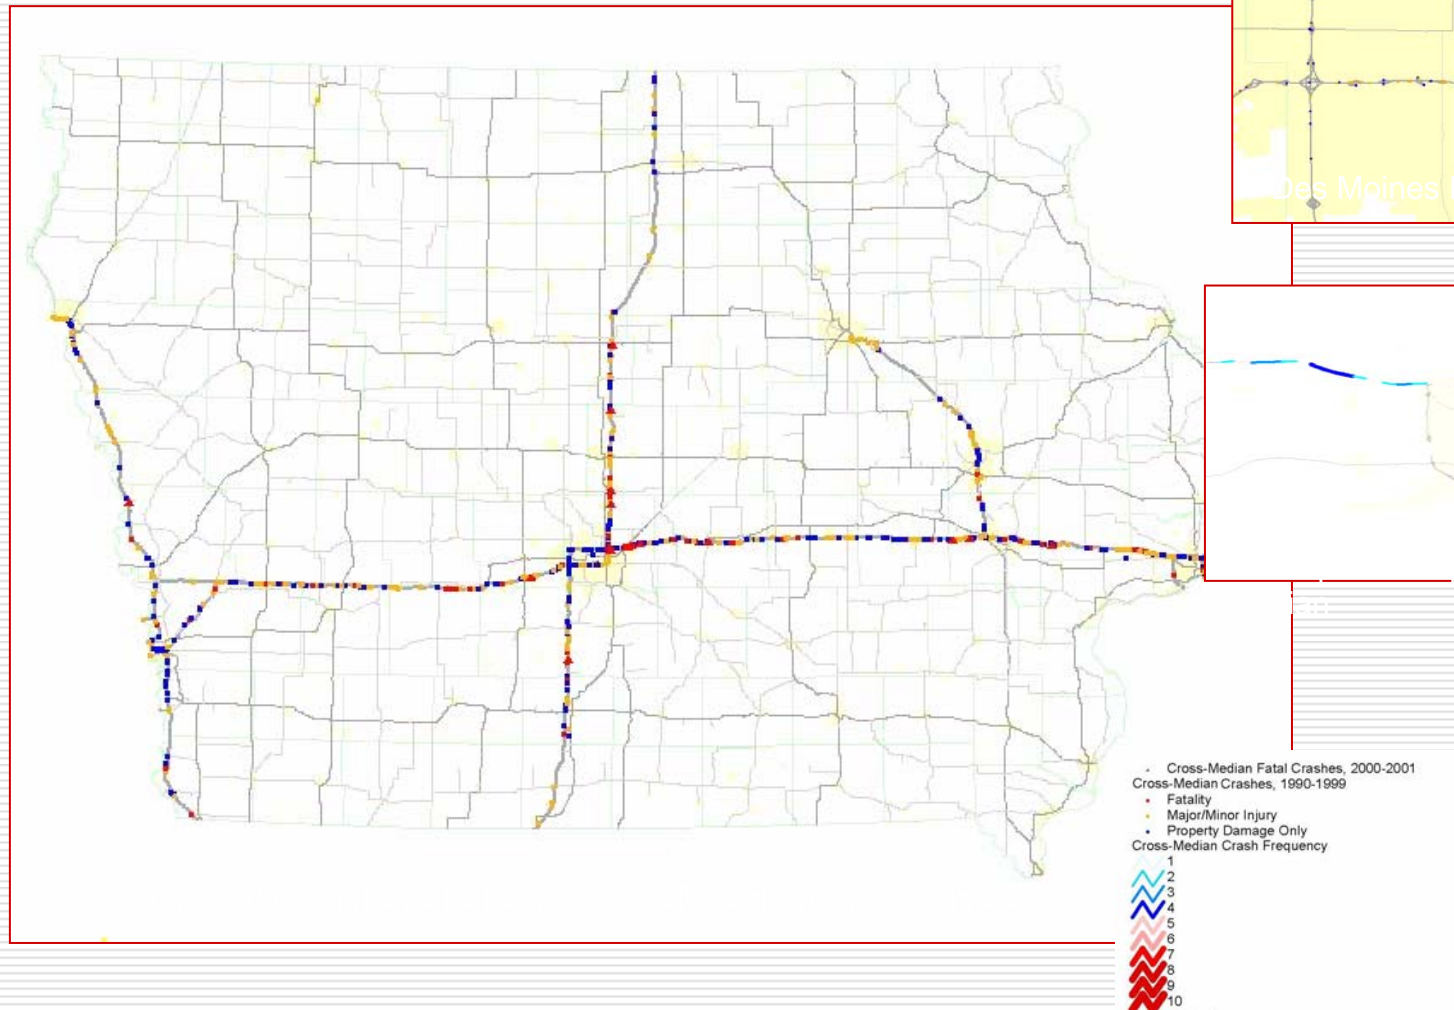 Des Moines
Cross-Median Fatal Crashes, 2000-2001
Cross-Median Crashes, 1990-1999
Fatality
Major/Minor Injury
Property Damage Only
Cross-Median Crash Frequency
1
2
3
4
5
6
7
8
9
10